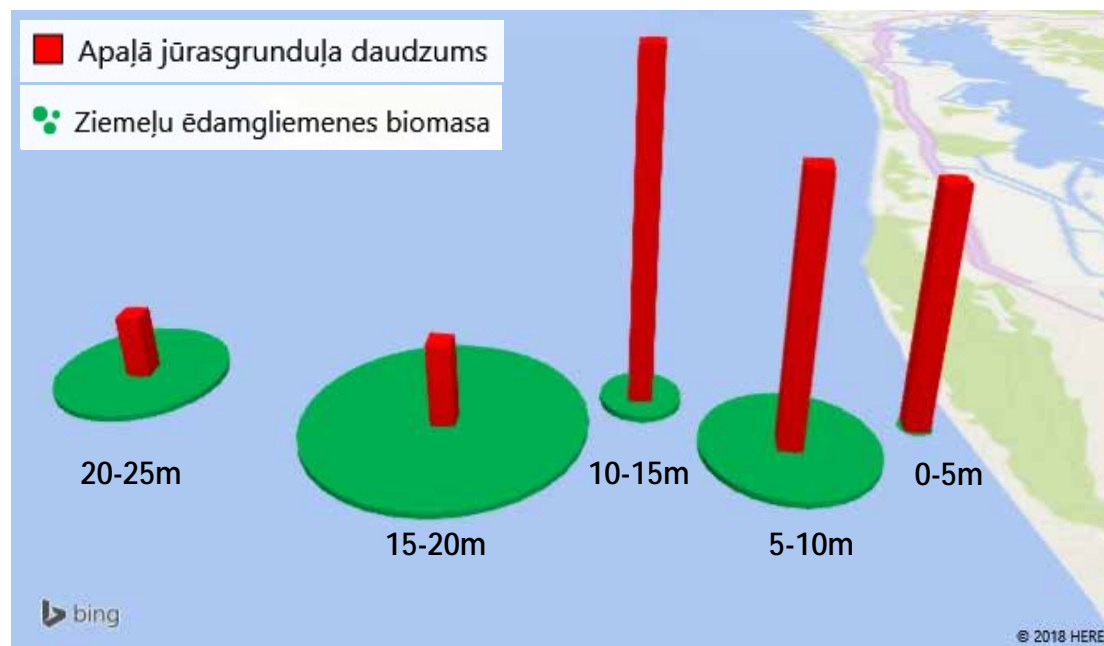 Apaļā jūrasgrunduļa daudzums
Ziemeļu ēdamgliemenes biomasa
20-25m
15-20m
10-15m
5-10m
0-5m
bing
© 2018 HERE